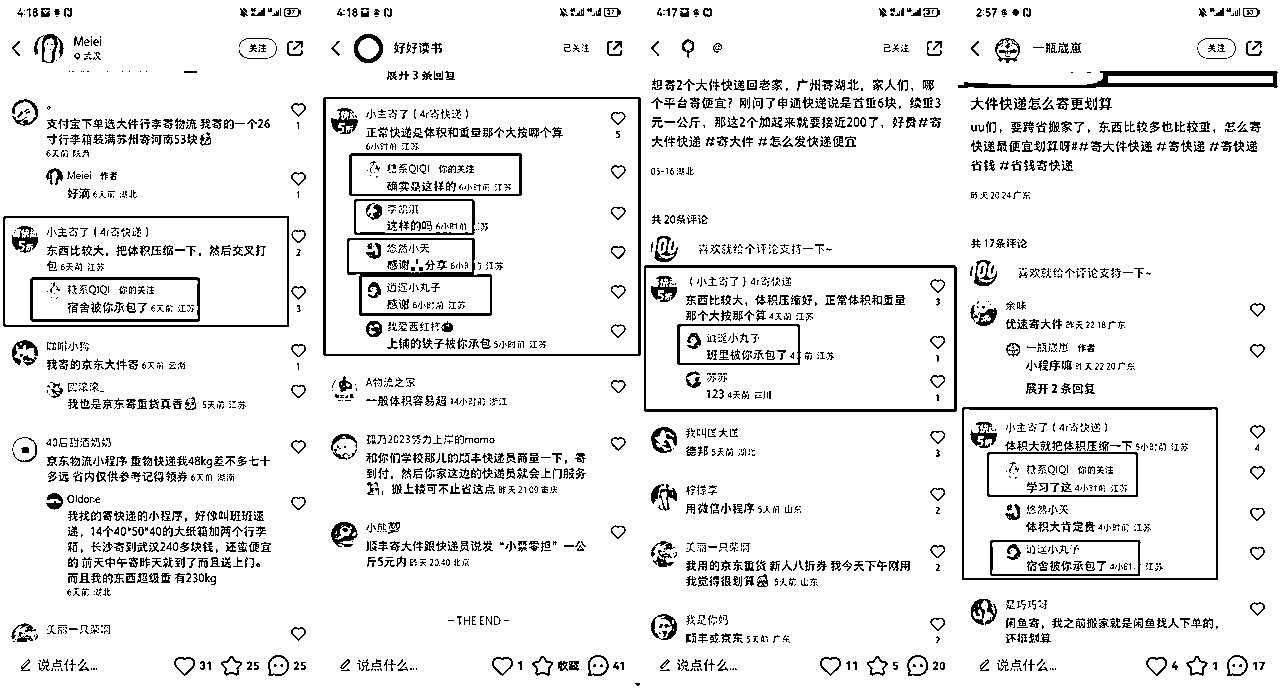 4:18
37
Meiei
武汉
关注
支付宝下单选大件行李寄物流 我寄的一个26
寸行李箱装满苏州寄河南53块
6天前
1
Meiei 作者
好滴 6天前 湖北
1
小主寄了（4r寄快递）
东西比较大，把体积压缩一下，然后交叉打
包 6天前 江苏
2
糖系QIQI 你的关注
宿舍被你承包了 6天前 江苏
3
我寄的京东大件寄 6天前 云南
1
圆滚滚_
我也是京东寄重货真香 5天前 江苏
40后甜酒奶奶
京东物流小程序 重物快递我48kg差不多七十
多远 省内仅供参考记得领券 6天前 湖南
Oldone
我找的寄快递的小程序，好像叫班班速
递，14个40*50*40的大纸箱加两个行李
箱，长沙寄到武汉240多块钱，还蛮便宜
的 前天中午寄昨天就到了而且送上门。
而且我的东西超级重 有230kg
6天前 湖北
美丽一只菜啊
说点什么...
31
25
25
4:18
37
好好读书
已关注
展开 3 条回复
小主寄了（4r寄快递）
正常快递是体积和重量那个大按哪个算
6小时前 江苏
5
糖系QIQI 你的关注
确实是这样的 6小时前 江苏
这样的吗 6小时前 江苏
悠然小天
感谢分享 6小时前 江苏
逍遥小丸子
感谢 6小时前 江苏
我爱西红柿
上铺的铁子被你承包 5小时前 江苏
A物流之家
一般体积容易超 14小时前 浙江
孤乃2023努力上岸的momo
和你们学校那儿的顺丰快递员商量一下，寄
到付，然后你家这边的快递员就会上门服务
，搬上楼可不止省这点 昨天 21:09 重庆
小熊
顺丰寄大件跟快递员说发“小票零担” 一公
斤5元内 昨天 20:40 北京
- THE END -
说点什么...
1
收藏
41
4:17
37
@
已关注
想寄2个大件快递回老家，广州寄湖北，家人们，哪
个平台寄便宜？刚问了申通快递说是首重6块，续重3
元一公斤，那这2个加起来就要接近200了，好贵#寄
大件快递 #寄大件 #怎么发快递便宜
05-16 湖北
共 20条评论
喜欢就给个评论支持一下~
（小主寄了）4r寄快递
东西比较大，体积压缩好，正常体积和重量
那个大按那个算 4天前 江苏
3
逍遥小丸子
班里被你承包了 4天前 江苏
1
苏苏
123 4天前 四川
1
我叫医大医
德邦 5天前 湖北
3
柠檬李
用微信小程序 5天前 山东
2
美丽一只菜啊
我用的京东重货 新人八折券 我今天下午刚用
我觉得很划算 5天前 山东
2
我是你妈
顺丰或京东 5天前 广东
2
说点什么...
11
5
20
2:57
53
一瓶崽崽
关注
大件快递怎么寄更划算
uu们，要跨省搬家了，东西比较多也比较重，怎么寄
快递最便宜划算呀##寄大件快递 #寄快递 #寄快递
省钱 #省钱寄快递
昨天 20:24 广东
共 17条评论
喜欢就给个评论支持一下~
余味
优速寄大件 昨天 22:18 广东
一瓶崽崽 作者
小程序嘛 昨天 22:20 广东
展开 2 条回复
小主寄了（4r寄快递）
体积大就把体积压缩一下 5小时前 江苏
4
糖系QIQI 你的关注
学习了这 4小时前 江苏
悠然小天
体积大肯定贵 4小时前 江苏
逍遥小丸子
宿舍被你承包了 4小时前 江苏
是巧巧呀
闲鱼寄，我之前搬家就是闲鱼找人下单的，
还挺划算
说点什么...
4
1
17